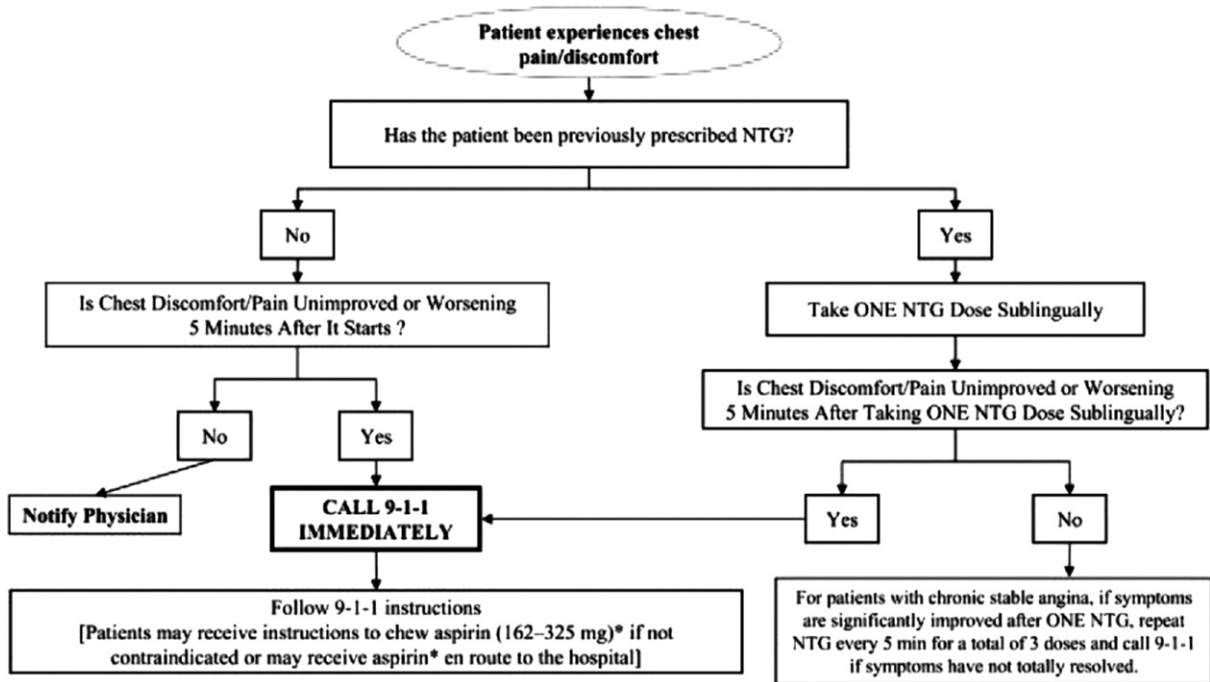 Patient experiences chest
pain/discomfort
Has the patient been previously prescribed NTG?
No
Yes
Is Chest Discomfort/Pain Unimproved or Worsening
5 Minutes After It Starts ?
Take ONE NTG Dose Sublingually
Is Chest Discomfort/Pain Unimproved or Worsening
5 Minutes After Taking ONE NTG Dose Sublingually?
No
Yes
Notify Physician
CALL 9-1-1
IMMEDIATELY
Yes
No
Follow 9-1-1 instructions
[Patients may receive instructions to chew aspirin (162–325 mg)* if not
contraindicated or may receive aspirin* en route to the hospital]
For patients with chronic stable angina, if symptoms
are significantly improved after ONE NTG, repeat
NTG every 5 min for a total of 3 doses and call 9-1-1
if symptoms have not totally resolved.